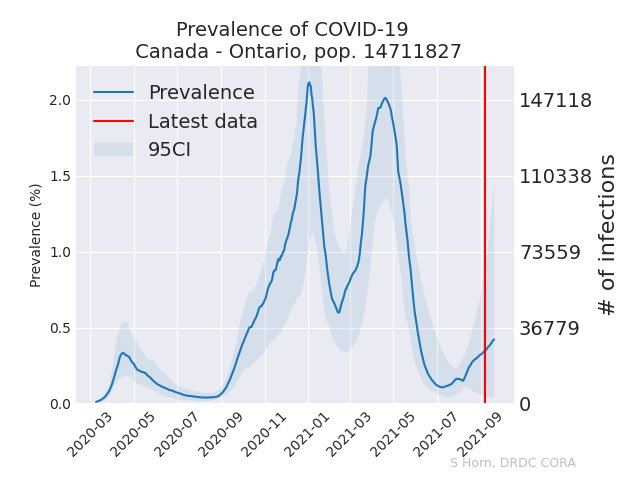 Prevalence of COVID-19
Canada - Ontario, pop. 14711827
Prevalence
Latest data
95CI
Prevalence (%)
2.0
1.5
1.0
0.5
0.0
147118
110338
73559
36779
0
# of infections
2020-03
2020-05
2020-07
2020-09
2020-11
2021-01
2021-03
2021-05
2021-07
2021-09
S Horn, DRDC CORA